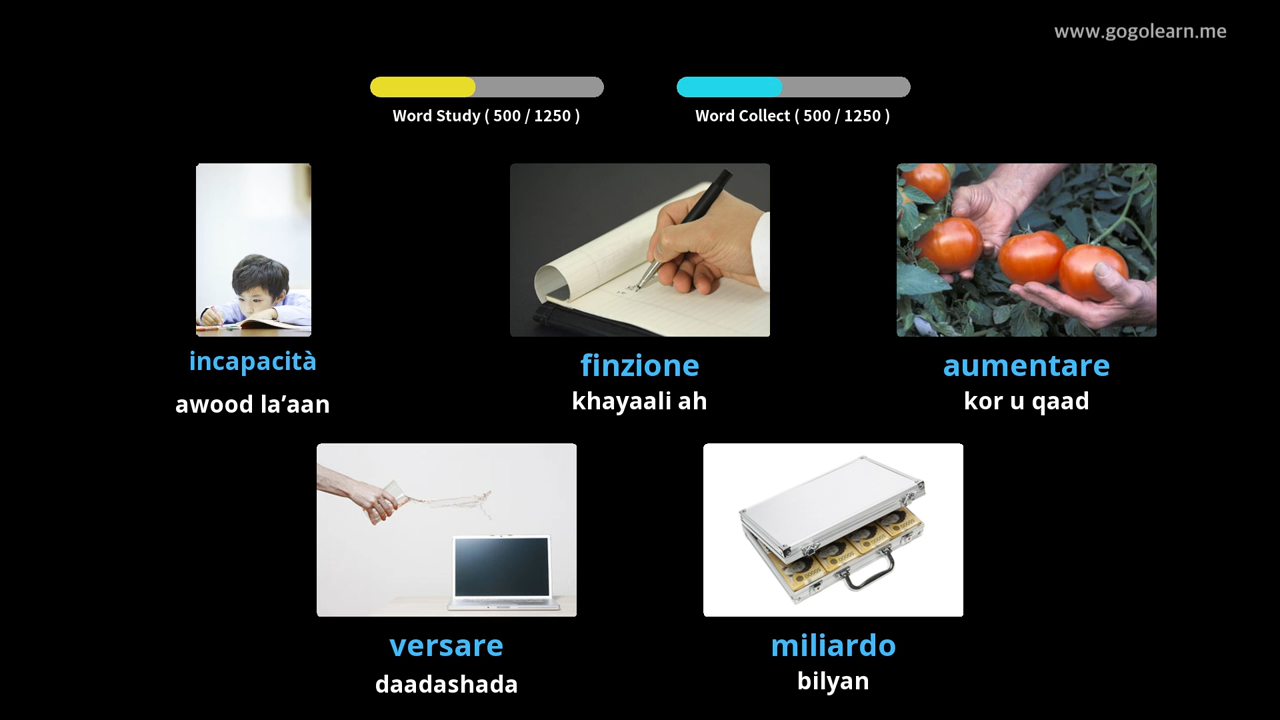 www.gogolearn.me
Word Study ( 500 / 1250 )
Word Collect ( 500 / 1250 )
incapacità
awood la’aan
finzione
khayaali ah
aumentare
kor u qaad
versare
daadashada
miliardo
bilyan